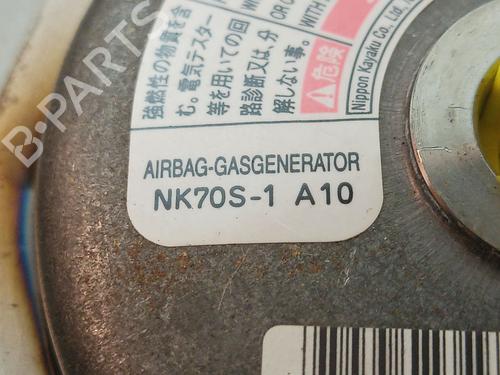 強燃性の物質を含
む。電気テスター
等を用いての回
路診断又は、分
解しない事。
OR
WITH
危険
Nippon Kayaku Co., Ltd.
AIRBAG-GASGENERATOR
NK70S-1 A10
B-PARTS